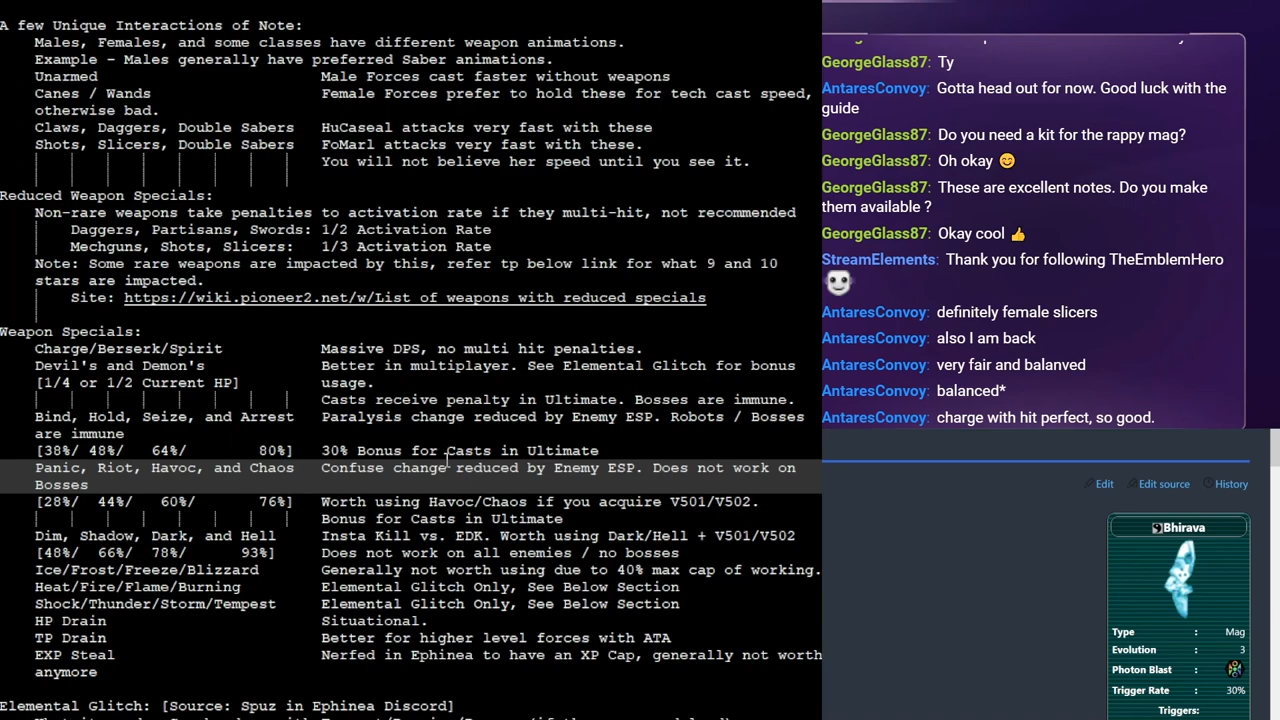 A few Unique Interactions of Note:
Males, Females, and some classes have different weapon animations.
Example - Males generally have preferred Saber animations.
Unarmed Male Forces cast faster without weapons
Canes / Wands Female Forces prefer to hold these for tech cast speed,
otherwise bad.
Claws, Daggers, Double Sabers HuCaseal attacks very fast with these
Shots, Slicers, Double Sabers FoMarl attacks very fast with these.
You will not believe her speed until you see it.
Reduced Weapon Specials:
Non-rare weapons take penalties to activation rate if they multi-hit, not recommended
Daggers, Partisans, Swords: 1/2 Activation Rate
Mechguns, Shots, Slicers: 1/3 Activation Rate
Note: Some rare weapons are impacted by this, refer tp below link for what 9 and 10
stars are impacted.
Site: https://wiki.pioneer2.net/w/List of weapons with reduced specials
Weapon Specials:
Charge/Berserk/Spirit Massive DPS, no multi hit penalties.
Devil's and Demon's Better in multiplayer. See Elemental Glitch for bonus
[1/4 or 1/2 Current HP] usage.
Casts receive penalty in Ultimate. Bosses are immune.
Bind, Hold, Seize, and Arrest Paralysis change reduced by Enemy ESP. Robots / Bosses
are immune
[38%/ 48%/ 64%/ 80%] 30% Bonus for Casts in Ultimate
Panic, Riot, Havoc, and Chaos Confuse change reduced by Enemy ESP. Does not work on
Bosses
[28%/ 44%/ 60%/ 76%] Worth using Havoc/Chaos if you acquire V501/V502.
Bonus for Casts in Ultimate
Dim, Shadow, Dark, and Hell Insta Kill vs. EDK. Worth using Dark/Hell + V501/V502
[48%/ 66%/ 78%/ 93%] Does not work on all enemies / no bosses
Ice/Frost/Freeze/Blizzard Generally not worth using due to 40% max cap of working.
Heat/Fire/Flame/Burning Elemental Glitch Only, See Below Section
Shock/Thunder/Storm/Tempest Elemental Glitch Only, See Below Section
HP Drain Situational.
TP Drain Better for higher level forces with ATA
EXP Steal Nerfed in Ephinea to have an XP Cap, generally not worth
anymore
Elemental Glitch: [Source: Spuz in Ephinea Discord]
GeorgeGlass87: Ty
AntaresConvoy: Gotta head out for now. Good luck with the
guide
GeorgeGlass87: Do you need a kit for the rappy mag?
GeorgeGlass87: Oh okay 😊
GeorgeGlass87: These are excellent notes. Do you make
them available ?
GeorgeGlass87: Okay cool 👍
StreamElements: Thank you for following TheEmblemHero
AntaresConvoy: definitely female slicers
AntaresConvoy: also I am back
AntaresConvoy: very fair and balanved
AntaresConvoy: balanced*
AntaresConvoy: charge with hit perfect, so good.
Edit Edit source History
Bhirava
Type : Mag
Evolution : 3
Photon Blast :
Trigger Rate : 30%
Triggers: